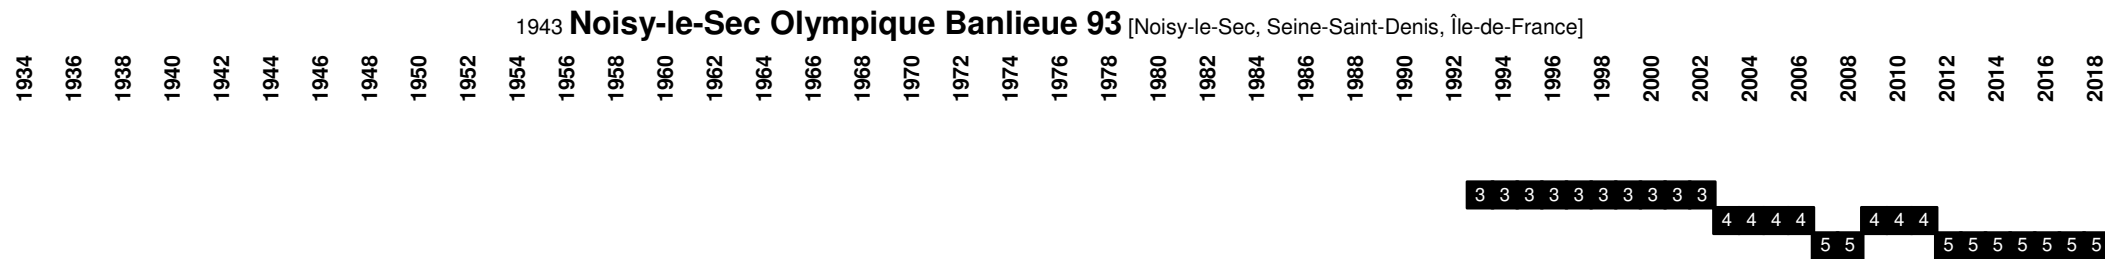 1943 Noisy-le-Sec Olympique Banlieue 93 [Noisy-le-Sec, Seine-Saint-Denis, Île-de-France]
1934 1936 1938 1940 1942 1944 1946 1948 1950 1952 1954 1956 1958 1960 1962 1964 1966 1968 1970 1972 1974 1976 1978 1980 1982 1984 1986 1988 1990 1992 1994 1996 1998 2000 2002 2004 2006 2008 2010 2012 2014 2016 2018
3 3 3 3 3 3 3 3 3 3
4 4 4 4 4 4 4
5 5 5 5 5 5 5 5 5